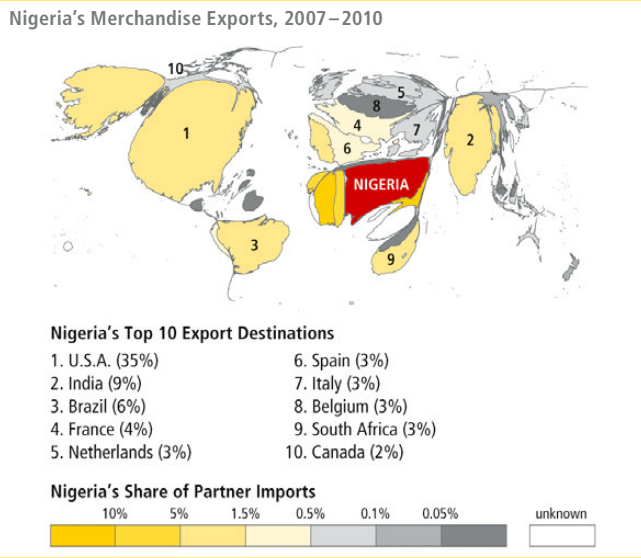 Nigeria's Merchandise Exports, 2007–2010
10
5
8
1
4
7
2
6
NIGERIA
3
9
Nigeria's Top 10 Export Destinations
1. U.S.A. (35%)
2. India (9%)
3. Brazil (6%)
4. France (4%)
5. Netherlands (3%)
6. Spain (3%)
7. Italy (3%)
8. Belgium (3%)
9. South Africa (3%)
10. Canada (2%)
Nigeria's Share of Partner Imports
10% 5% 1.5% 0.5% 0.1% 0.05% unknown